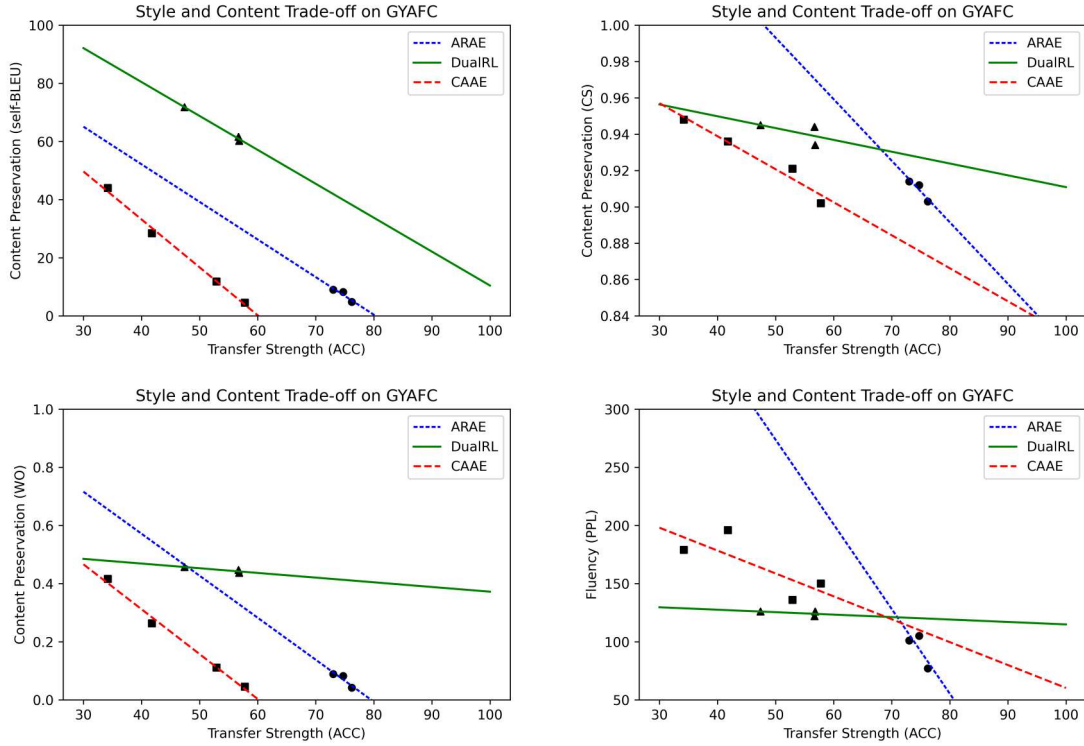 Style and Content Trade-off on GYAFC
Content Preservation (self-BLEU)
100
80
60
40
20
0
30 40 50 60 70 80 90 100
Transfer Strength (ACC)
ARAE
DualRL
CAAE
Style and Content Trade-off on GYAFC
Content Preservation (CS)
1.00
0.98
0.96
0.94
0.92
0.90
0.88
0.86
0.84
30 40 50 60 70 80 90 100
Transfer Strength (ACC)
ARAE
DualRL
CAAE
Style and Content Trade-off on GYAFC
Content Preservation (WO)
1.0
0.8
0.6
0.4
0.2
0.0
30 40 50 60 70 80 90 100
Transfer Strength (ACC)
ARAE
DualRL
CAAE
Style and Content Trade-off on GYAFC
Fluency (PPL)
300
250
200
150
100
50
30 40 50 60 70 80 90 100
Transfer Strength (ACC)
ARAE
DualRL
CAAE